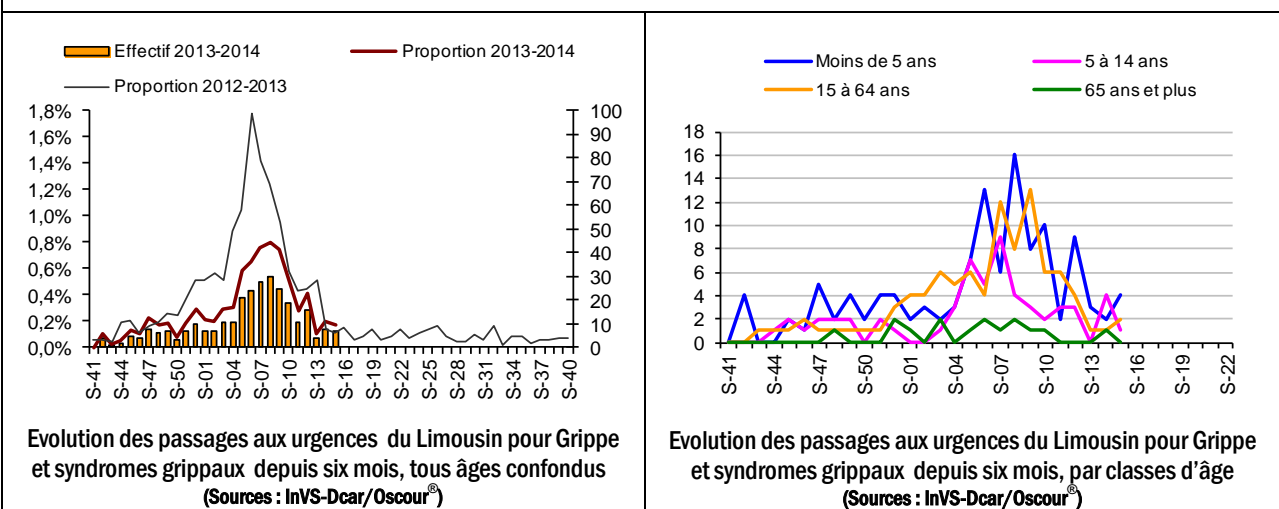 Effectif 2013-2014 Proportion 2013-2014
Proportion 2012-2013
1,8% 100
1,6% 90
1,4% 80
1,2% 70
1,0% 60
0,8% 50
0,6% 40
0,4% 30
0,2% 20
0,0% 10
0
S-41 S-44 S-47 S-50 S-01 S-04 S-07 S-10 S-13 S-16 S-19 S-22 S-25 S-28 S-31 S-34 S-37 S-40
Evolution des passages aux urgences du Limousin pour Grippe
et syndromes grippaux depuis six mois, tous âges confondus
(Sources : InVS-Dcar/Oscour®)
Moins de 5 ans 5 à 14 ans
15 à 64 ans 65 ans et plus
18
16
14
12
10
8
6
4
2
0
S-41 S-44 S-47 S-50 S-01 S-04 S-07 S-10 S-13 S-16 S-19 S-22
Evolution des passages aux urgences du Limousin pour Grippe
et syndromes grippaux depuis six mois, par classes d'âge
(Sources : InVS-Dcar/Oscour®)